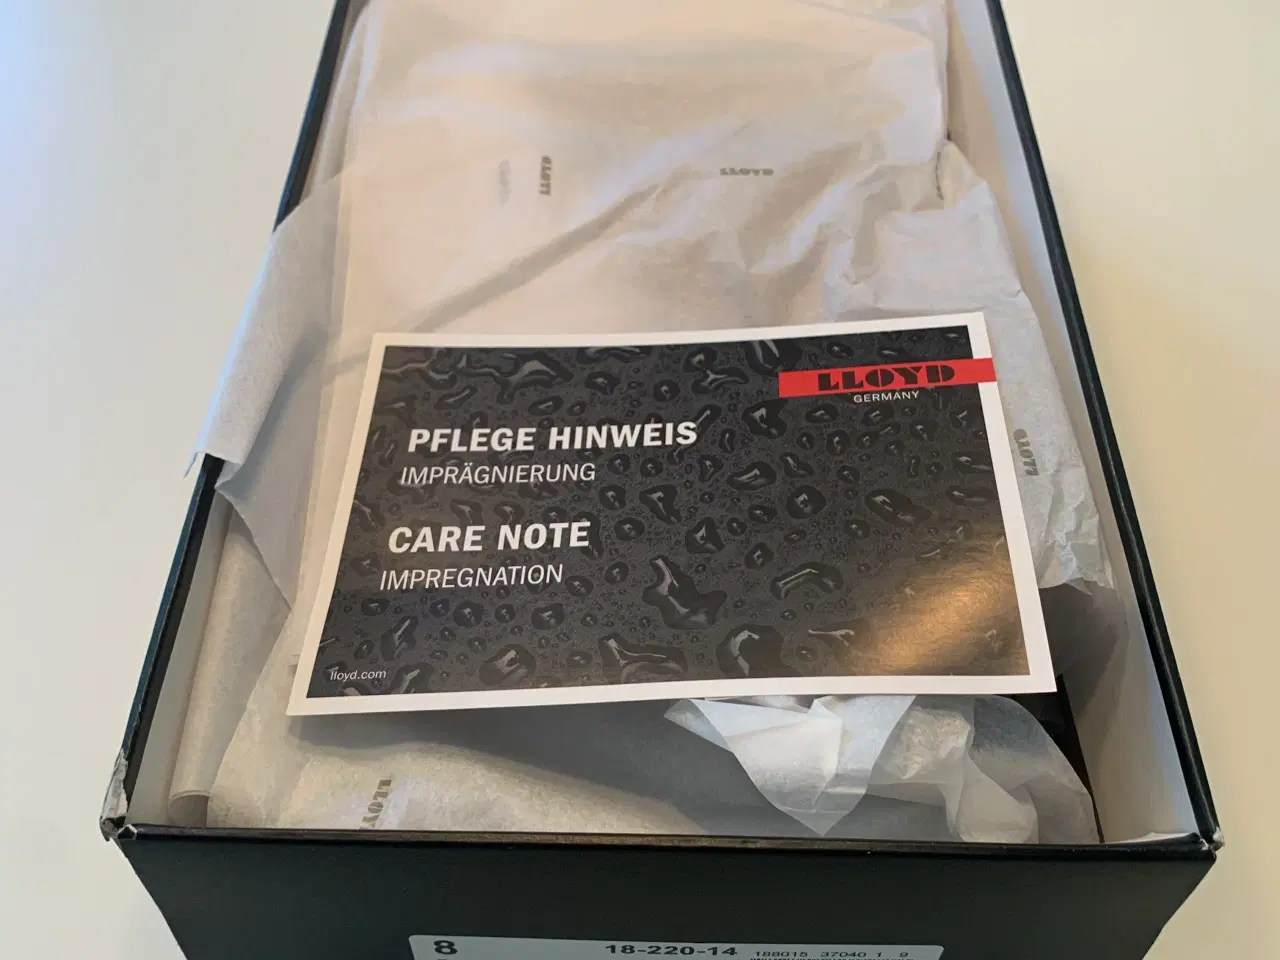 LLOYD
LLOYD
LLOYD
GERMANY
PFLEGE HINWEIS
IMPRÄGNIERUNG
CARE NOTE
IMPREGNATION
LLOYD
lloyd.com
LLOYD
8
18-220-14 188015 37040 1 9